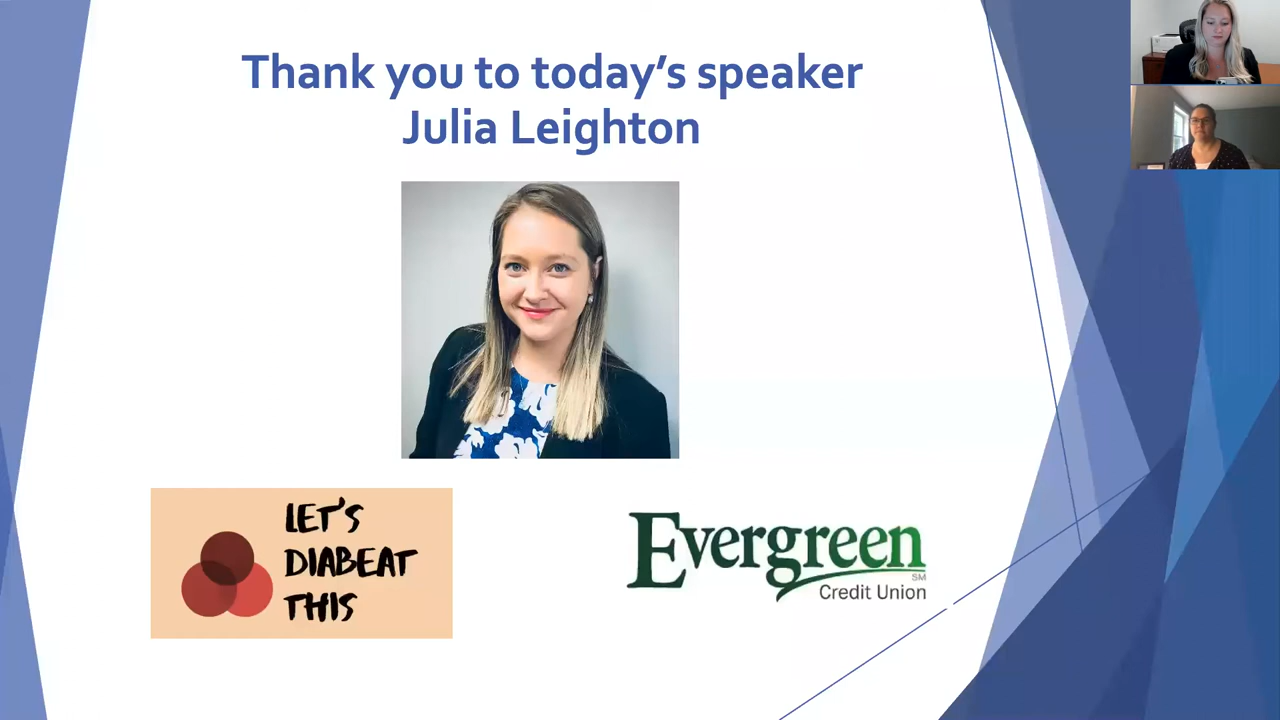 Thank you to today's speaker
Julia Leighton
LET'S
DIABEAT
THIS
Evergreen
SM
Credit Union